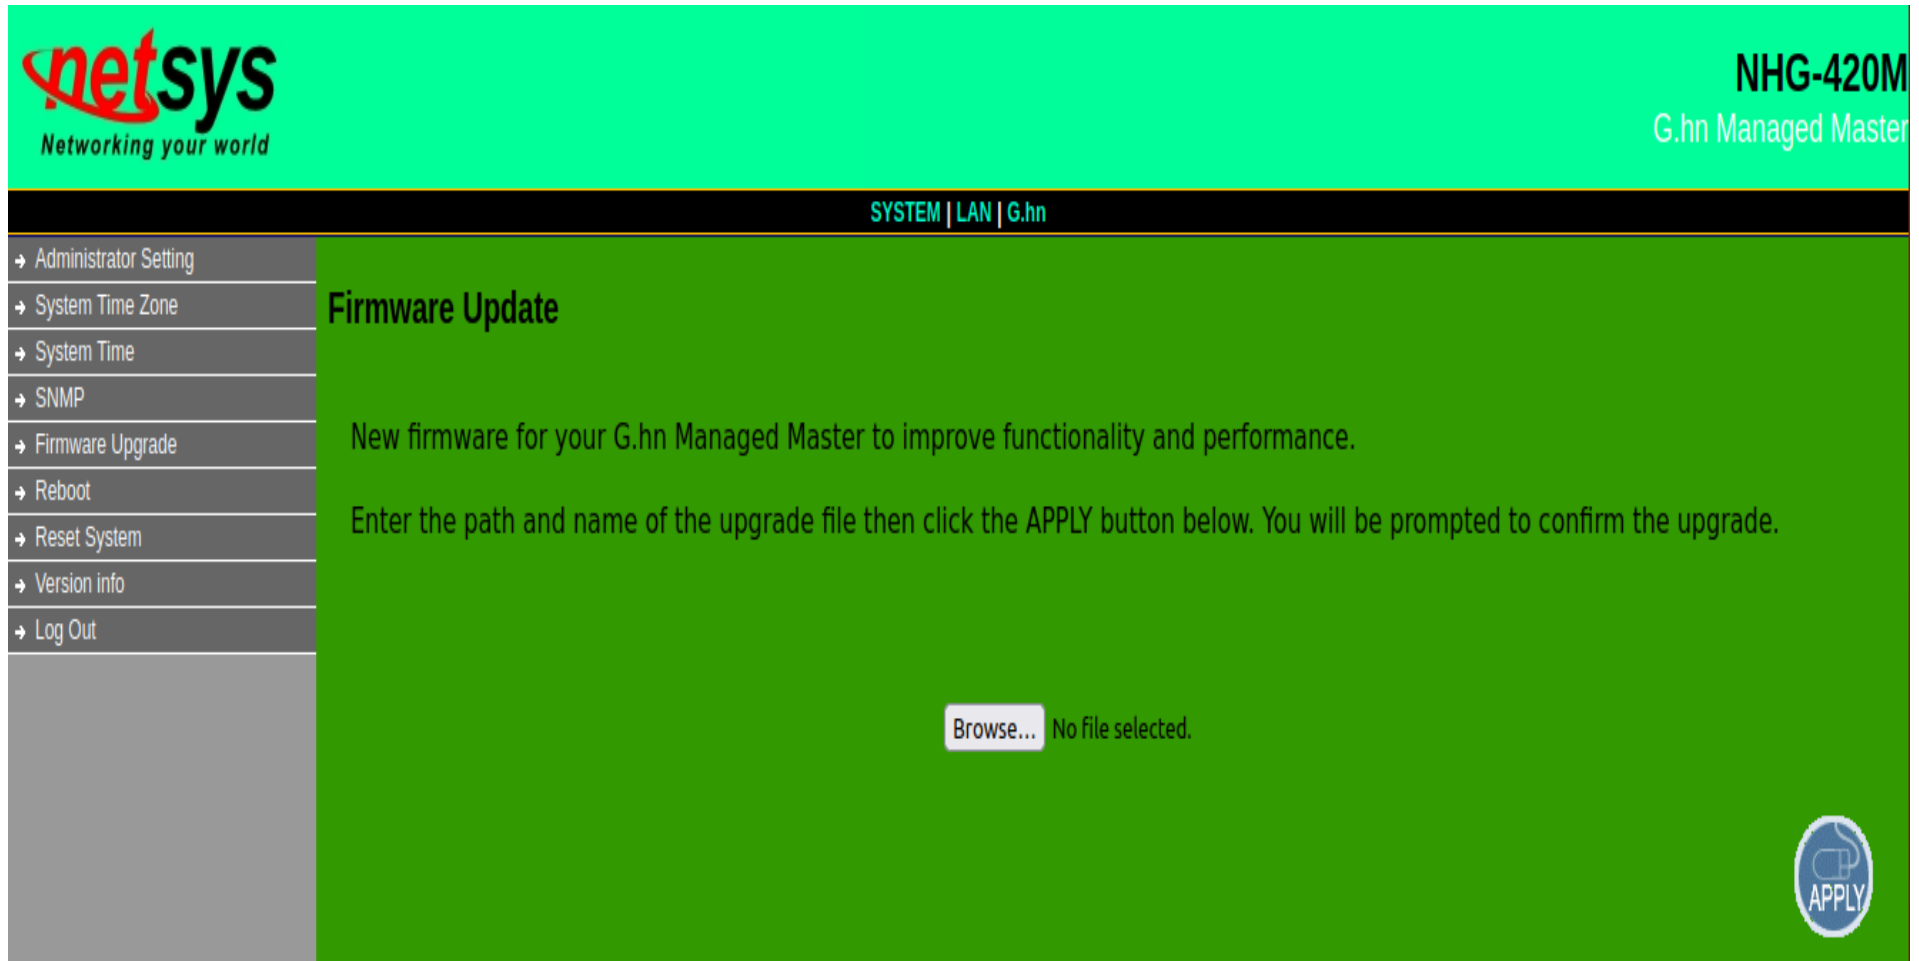 netsys
Networking your world
NHG-420M
G.hn Managed Master
SYSTEM | LAN | G.hn
Administrator Setting
System Time Zone
System Time
SNMP
Firmware Upgrade
Reboot
Reset System
Version info
Log Out
Firmware Update
New firmware for your G.hn Managed Master to improve functionality and performance.
Enter the path and name of the upgrade file then click the APPLY button below. You will be prompted to confirm the upgrade.
Browse... No file selected.
APPLY